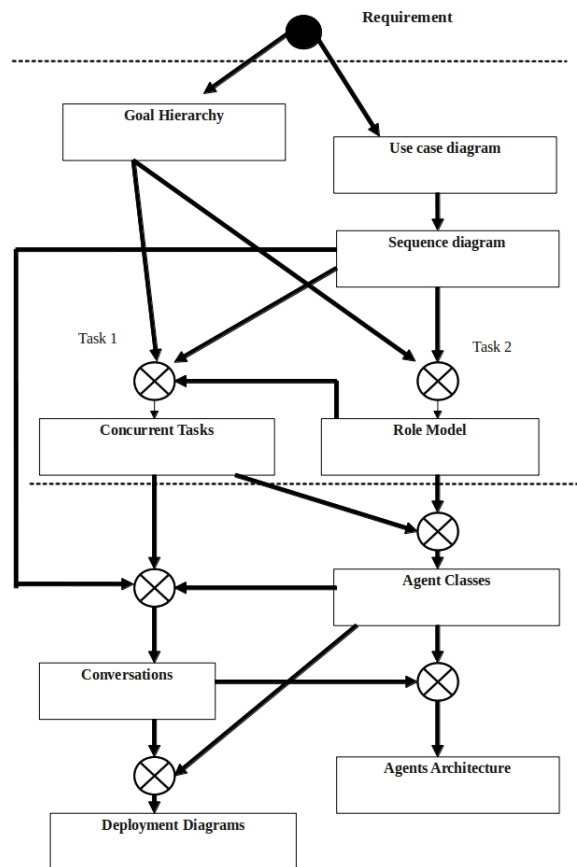 Requirement
Goal Hierarchy
Use case diagram
Sequence diagram
Task 1
Task 2
Concurrent Tasks
Role Model
Agent Classes
Conversations
Agents Architecture
Deployment Diagrams